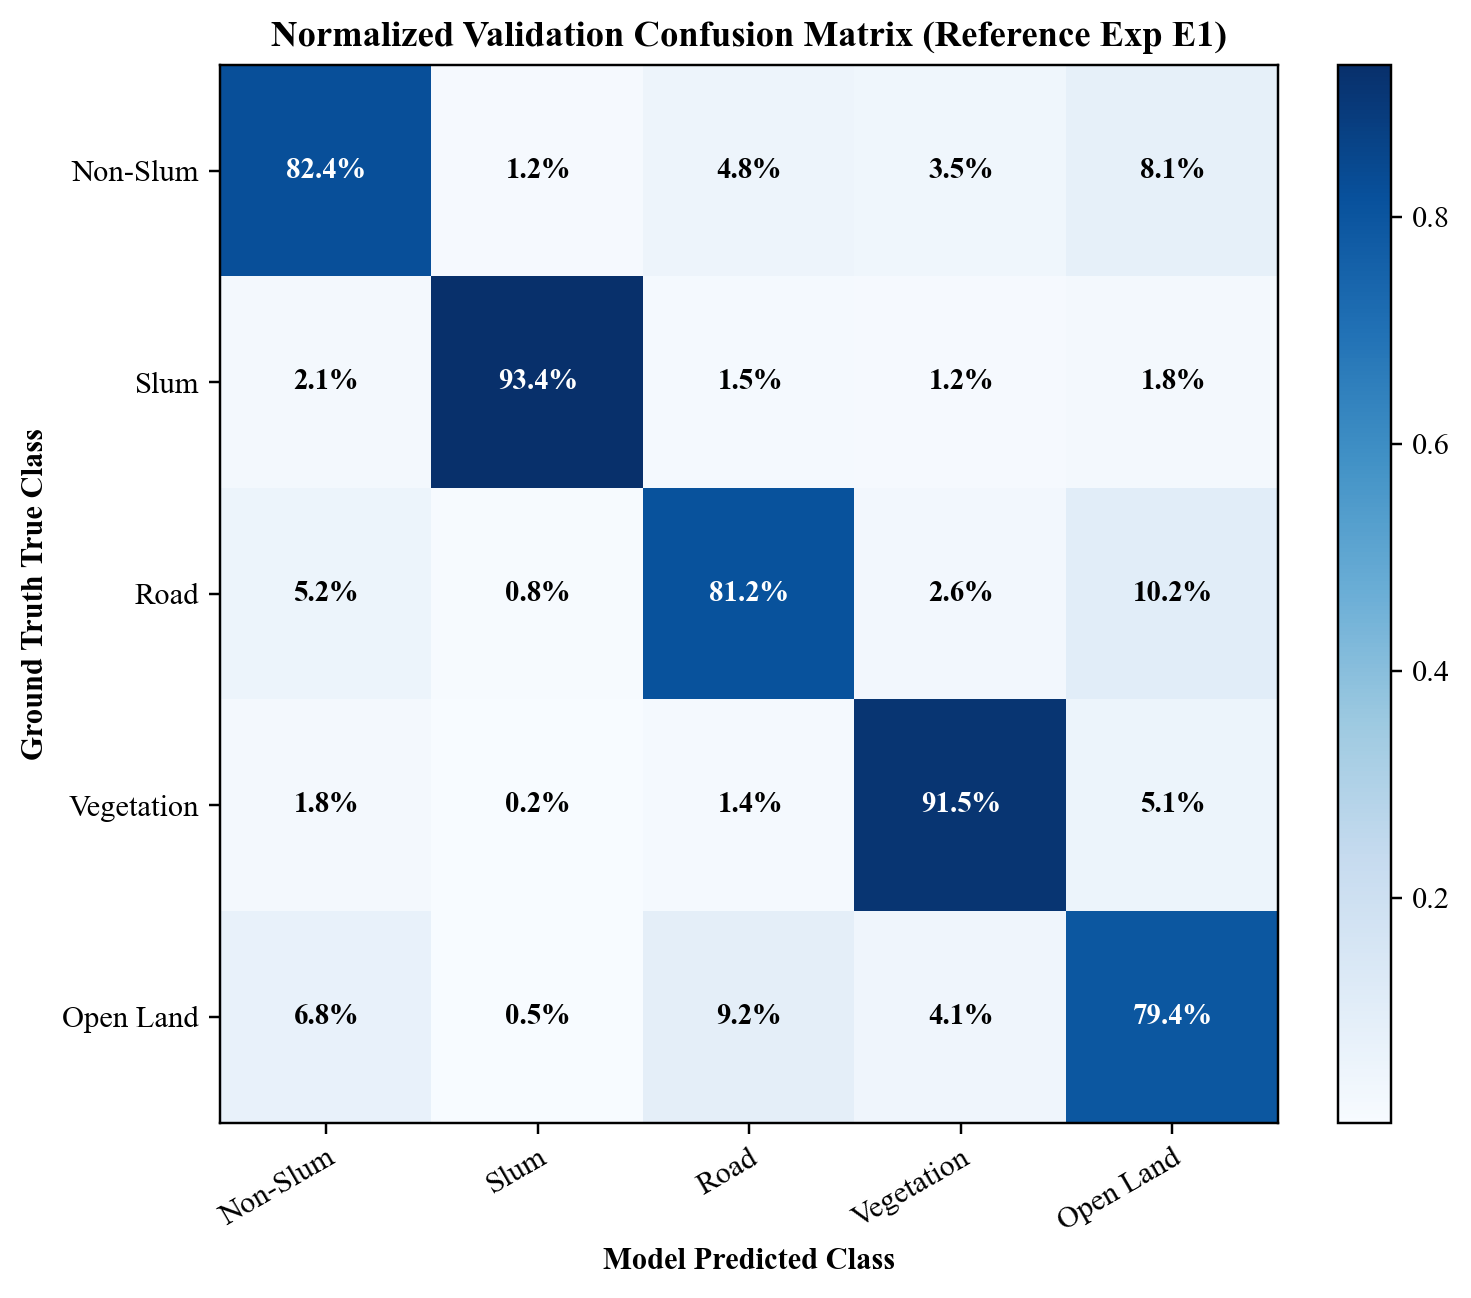 Normalized Validation Confusion Matrix (Reference Exp E1)
Non-Slum 82.4% 1.2% 4.8% 3.5% 8.1%
0.8
Slum 2.1% 93.4% 1.5% 1.2% 1.8%
0.6
Ground Truth True Class
Road 5.2% 0.8% 81.2% 2.6% 10.2%
0.4
Vegetation 1.8% 0.2% 1.4% 91.5% 5.1%
0.2
Open Land 6.8% 0.5% 9.2% 4.1% 79.4%
Non-Slum Slum Road Vegetation Open Land
Model Predicted Class